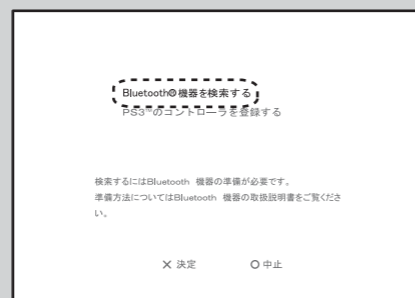 Bluetooth®機器を検索する
PS3™のコントローラを登録する
検索するにはBluetooth 機器の準備が必要です。
準備方法についてはBluetooth 機器の取扱説明書をご覧くださ
い。
✕ 決定 ○ 中止